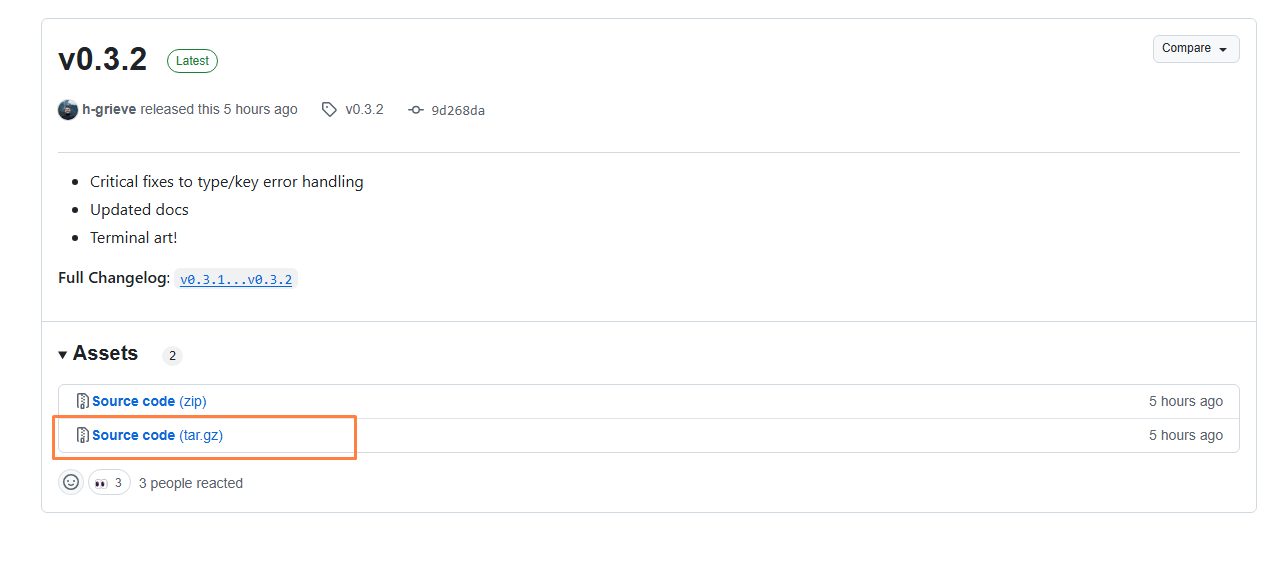 v0.3.2 Latest Compare
h-grieve released this 5 hours ago v0.3.2 9d268da
Critical fixes to type/key error handling
Updated docs
Terminal art!
Full Changelog: v0.3.1...v0.3.2
Assets 2
Source code (zip) 5 hours ago
Source code (tar.gz) 5 hours ago
3 3 people reacted